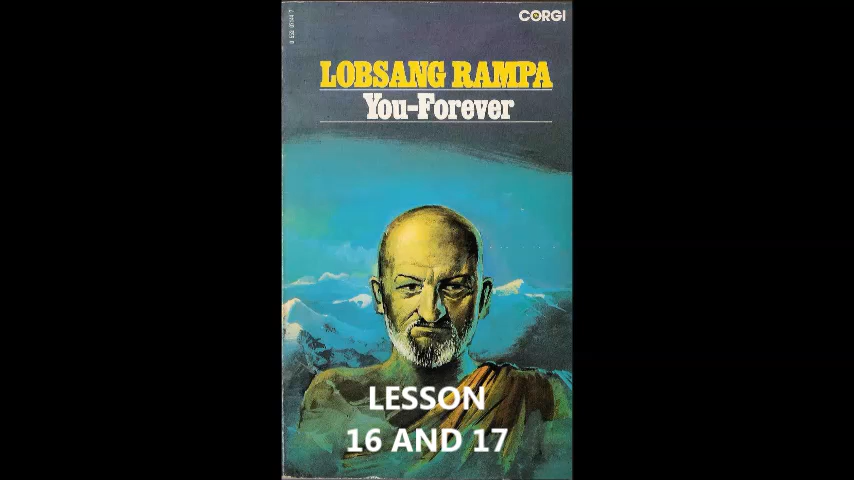 CORGI
LOBSANG RAMPA
You-Forever
LESSON
16 AND 17